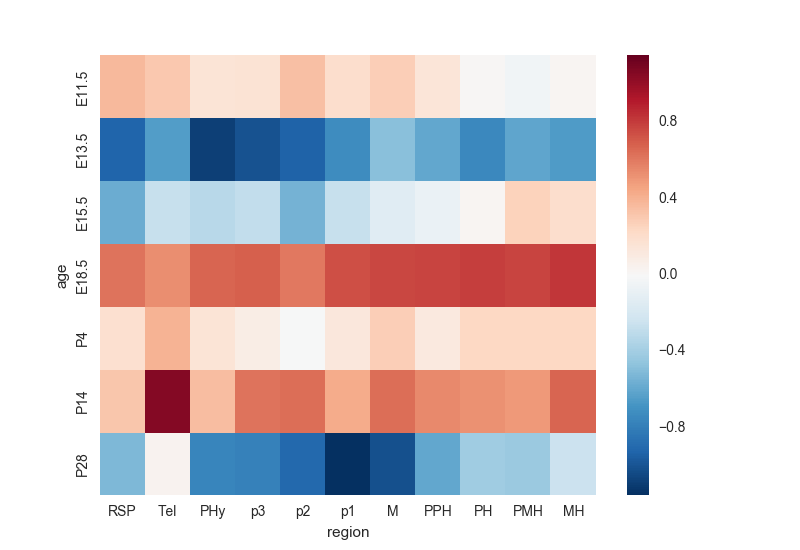 age
E11.5
E13.5
E15.5
E18.5
P4
P14
P28
RSP Tel PHy p3 p2 p1 M PPH PH PMH MH
region
0.8
0.4
0.0
−0.4
−0.8